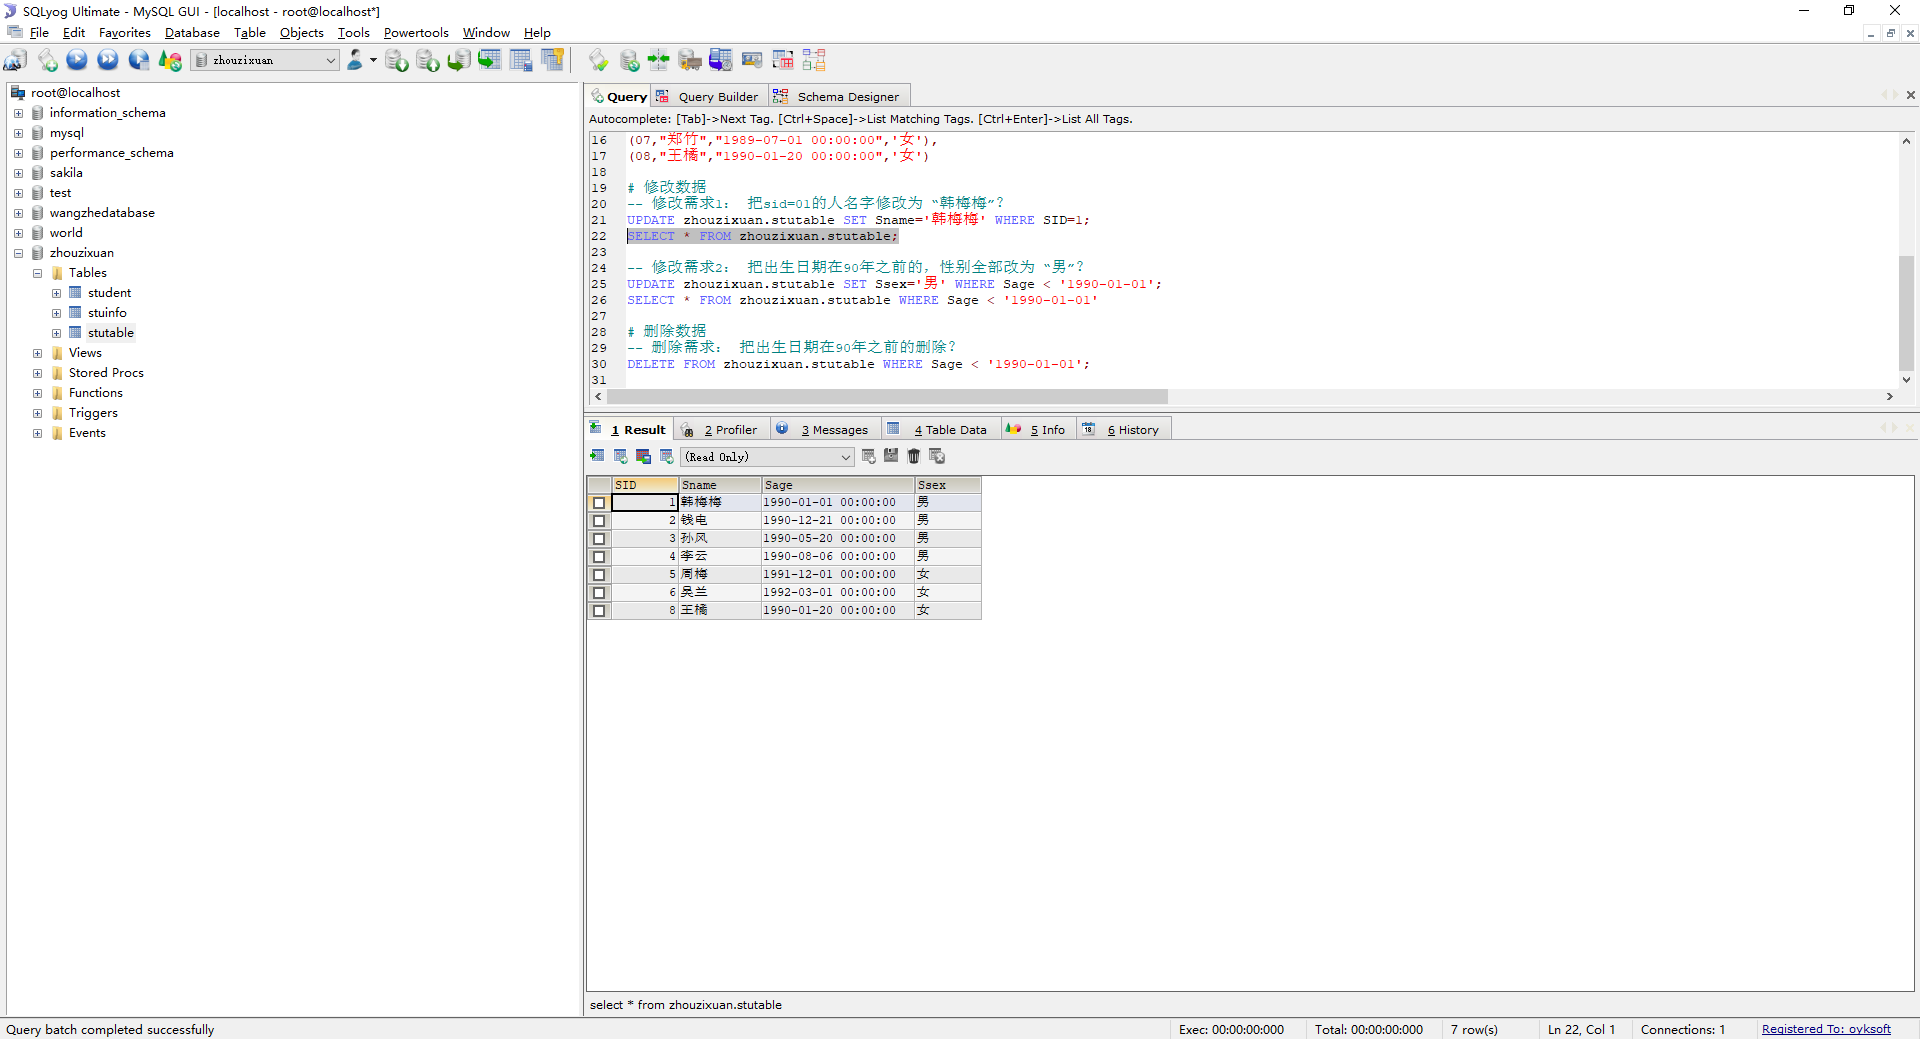 SQLyog Ultimate - MySQL GUI - [localhost - root@localhost*]
File Edit Favorites Database Table Objects Tools Powertools Window Help
zhouzixuan
root@localhost
information_schema
mysql
performance_schema
sakila
test
wangzhedatabase
world
zhouzixuan
Tables
student
stuinfo
stutable
Views
Stored Procs
Functions
Triggers
Events
Query Query Builder Schema Designer
Autocomplete: [Tab]->Next Tag. [Ctrl+Space]->List Matching Tags. [Ctrl+Enter]->List All Tags.
16 (07,"郑竹","1989-07-01 00:00:00",'女'),
17 (08,"王橘","1990-01-20 00:00:00",'女')
18
19 # 修改数据
20 -- 修改需求1： 把sid=01的人名字修改为 “韩梅梅”？
21 UPDATE zhouzixuan.stutable SET Sname='韩梅梅' WHERE SID=1;
22 SELECT * FROM zhouzixuan.stutable;
23
24 -- 修改需求2： 把出生日期在90年之前的，性别全部改为 “男”？
25 UPDATE zhouzixuan.stutable SET Ssex='男' WHERE Sage < '1990-01-01';
26 SELECT * FROM zhouzixuan.stutable WHERE Sage < '1990-01-01'
27
28 # 删除数据
29 -- 删除需求： 把出生日期在90年之前的删除？
30 DELETE FROM zhouzixuan.stutable WHERE Sage < '1990-01-01';
31
1 Result 2 Profiler 3 Messages 4 Table Data 5 Info 6 History
(Read Only)
SID Sname Sage Ssex
1 韩梅梅 1990-01-01 00:00:00 男
2 钱电 1990-12-21 00:00:00 男
3 孙风 1990-05-20 00:00:00 男
4 李云 1990-08-06 00:00:00 男
5 周梅 1991-12-01 00:00:00 女
6 吴兰 1992-03-01 00:00:00 女
8 王橘 1990-01-20 00:00:00 女
select * from zhouzixuan.stutable
Query batch completed successfully Exec: 00:00:00:000 Total: 00:00:00:000 7 row(s) Ln 22, Col 1 Connections: 1 Registered To: ovksoft